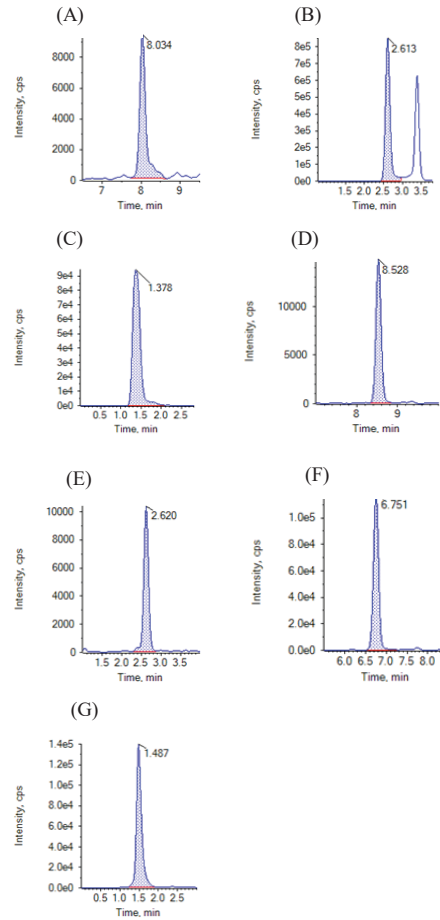 (A)
8.034
Intensity, cps
8000
6000
4000
2000
0
7 8 9
Time, min
(B)
2.613
Intensity, cps
8e5
7e5
6e5
5e5
4e5
3e5
2e5
1e5
0e0
1.5 2.0 2.5 3.0 3.5
Time, min
(C)
1.378
Intensity, cps
9e4
8e4
7e4
6e4
5e4
4e4
3e4
2e4
1e4
0e0
0.5 1.0 1.5 2.0 2.5
Time, min
(D)
8.528
Intensity, cps
10000
5000
0
8 9
Time, min
(E)
2.620
Intensity, cps
10000
8000
6000
4000
2000
0
1.5 2.0 2.5 3.0 3.5
Time, min
(F)
6.751
Intensity, cps
1.0e5
8.0e4
6.0e4
4.0e4
2.0e4
0.0e0
6.0 6.5 7.0 7.5 8.0
Time, min
(G)
1.487
Intensity, cps
1.4e5
1.2e5
1.0e5
8.0e4
6.0e4
4.0e4
2.0e4
0.0e0
0.5 1.0 1.5 2.0 2.5
Time, min